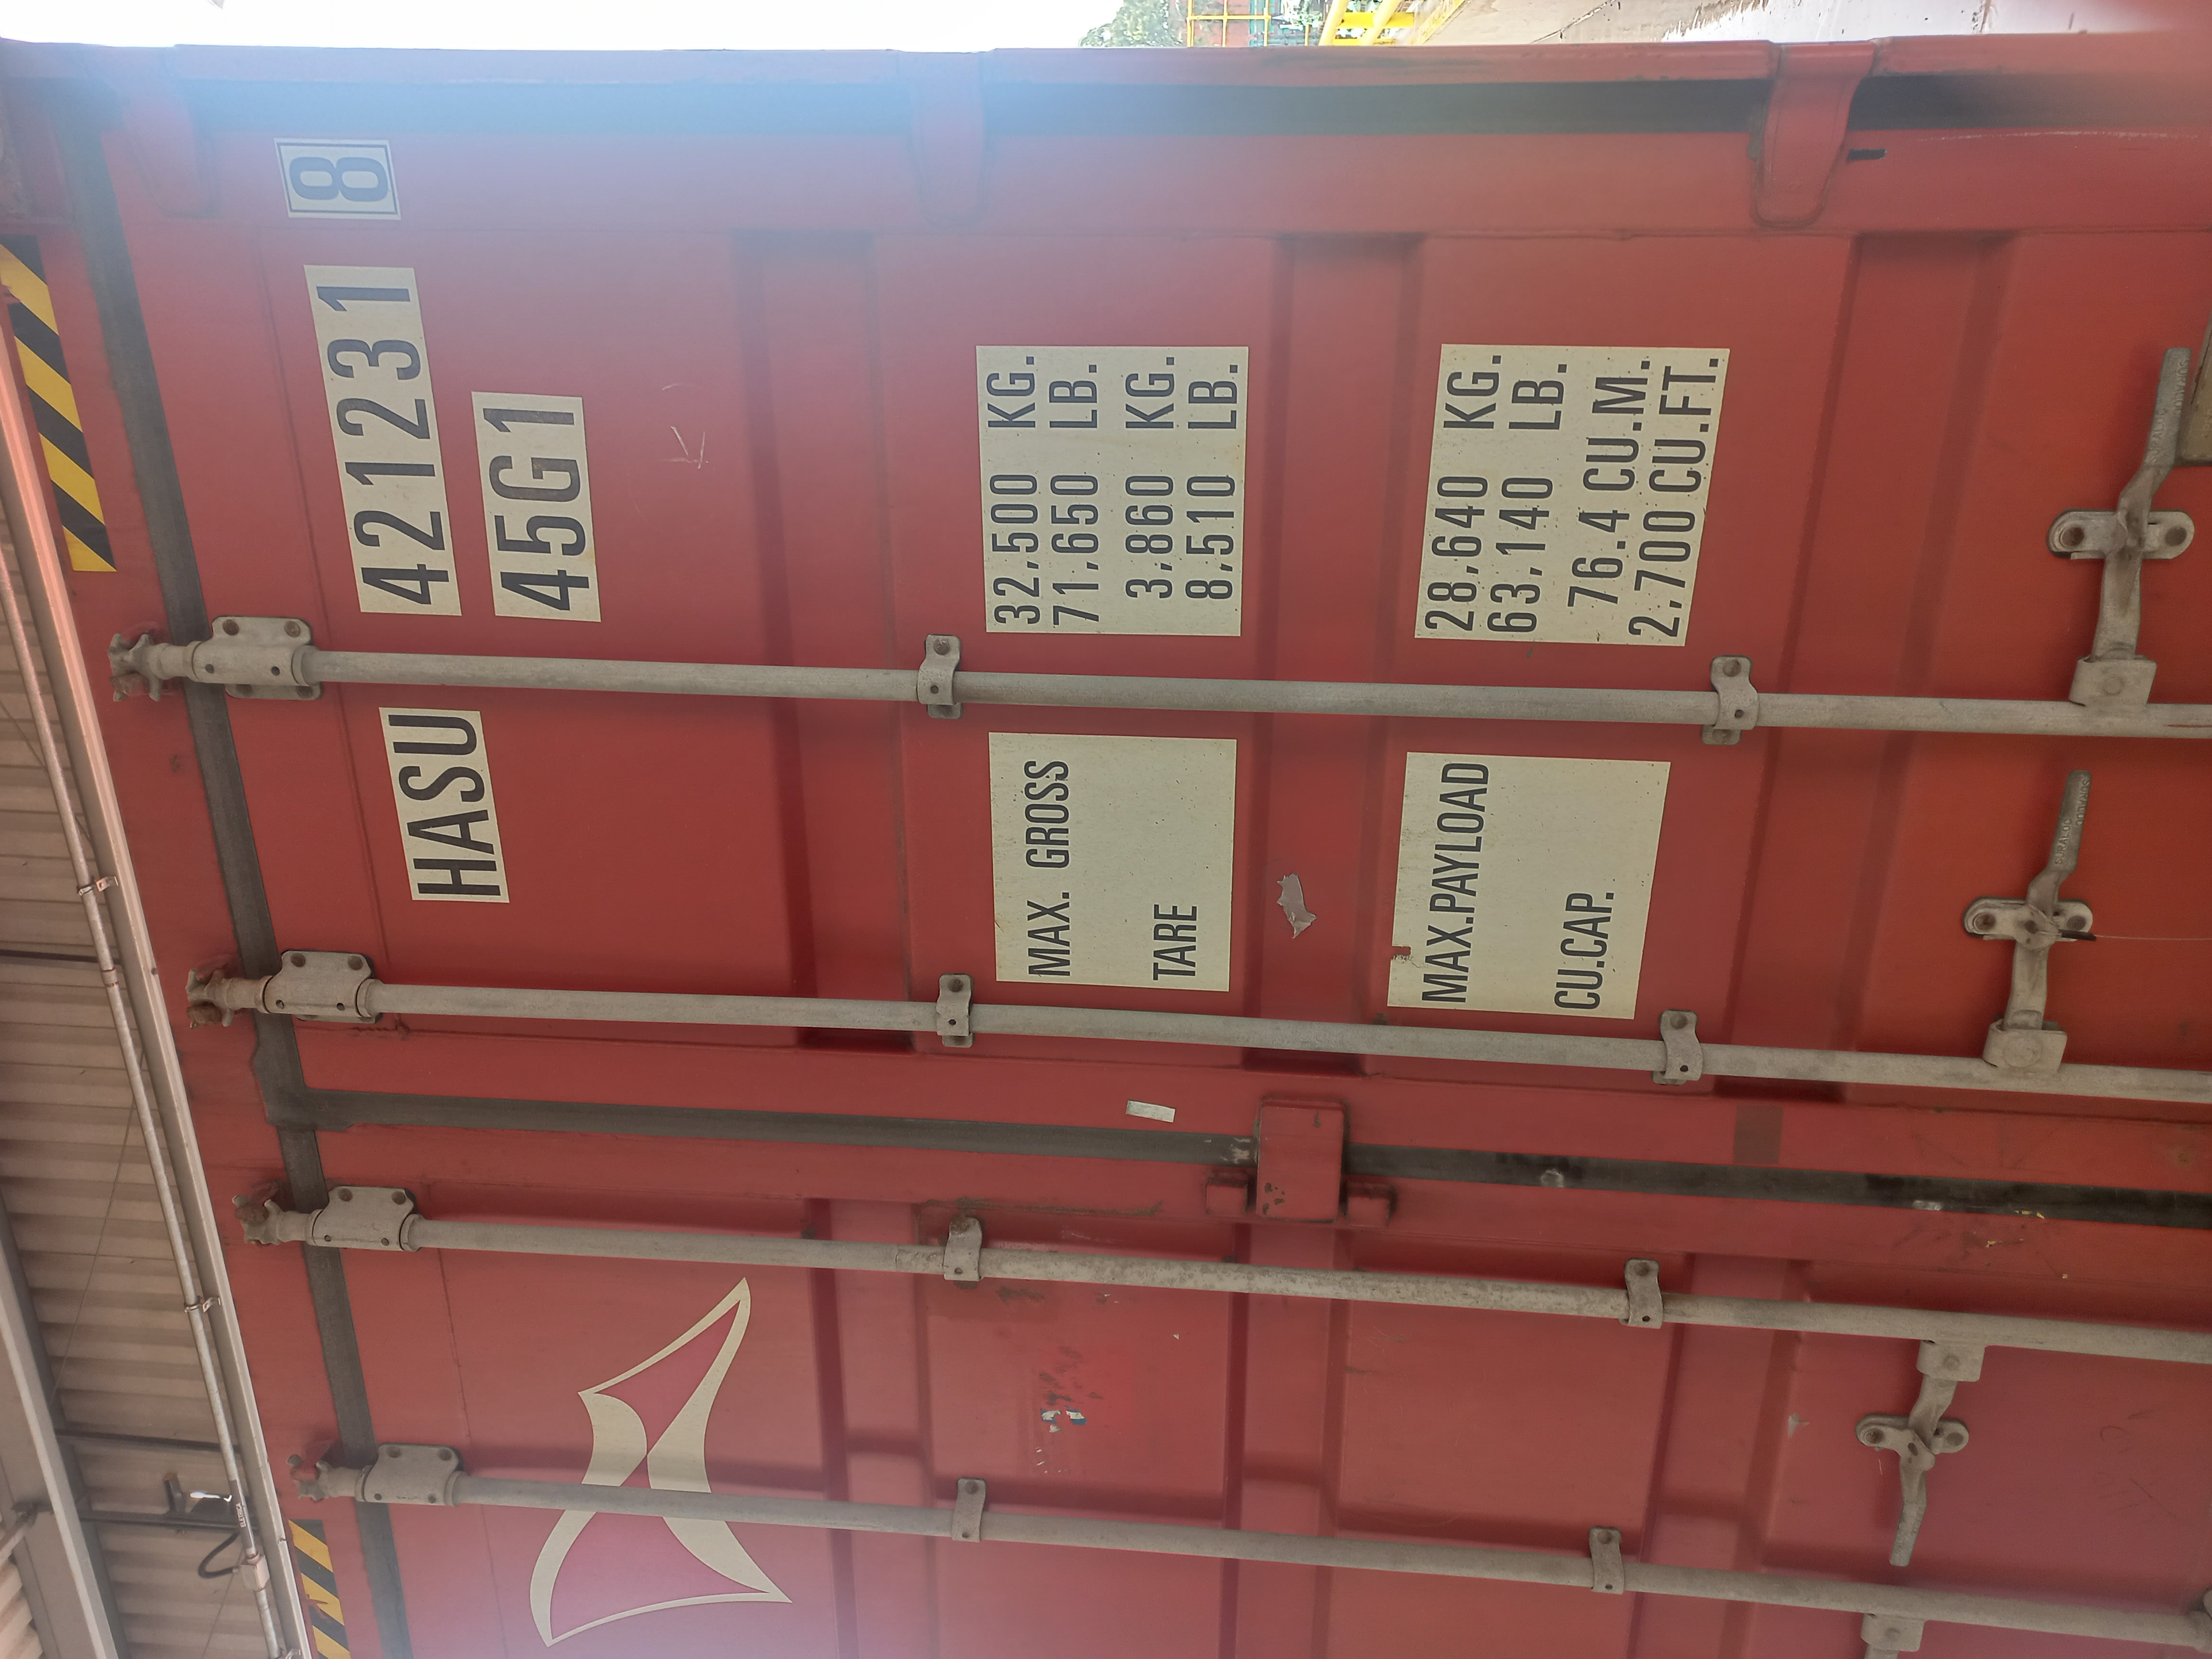 HASU 421231 8
45G1
MAX. GROSS 32,500 KG.
71,650 LB.
TARE 3,860 KG.
8,510 LB.
MAX.PAYLOAD 28,640 KG.
63,140 LB.
CU.CAP. 76.4 CU.M.
2.700 CU.FT.